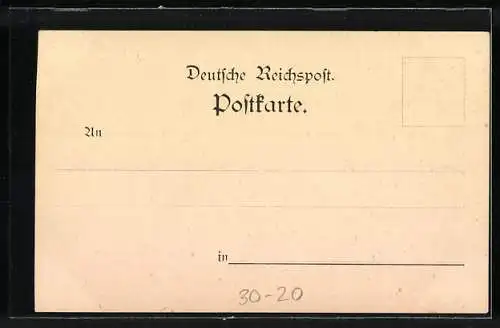 Deutsche Reichspost.
Postkarte.
An
in
30-20